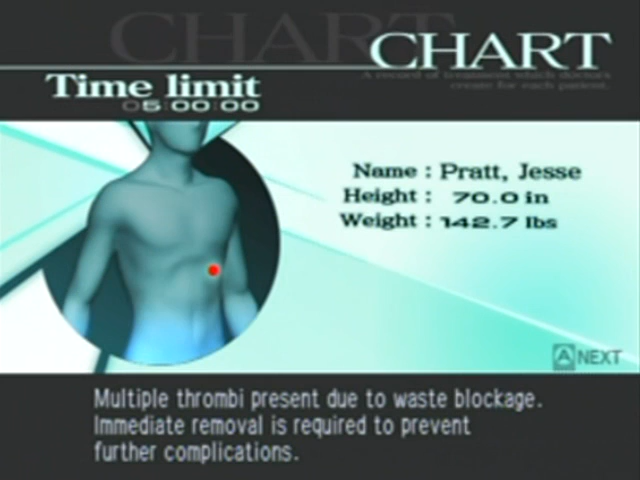 CHART
CHART
A record of treatment which doctors
create for each patient.
Time limit
05:00:00
Name : Pratt, Jesse
Height : 70.0 in
Weight : 142.7 lbs
A NEXT
Multiple thrombi present due to waste blockage.
Immediate removal is required to prevent
further complications.